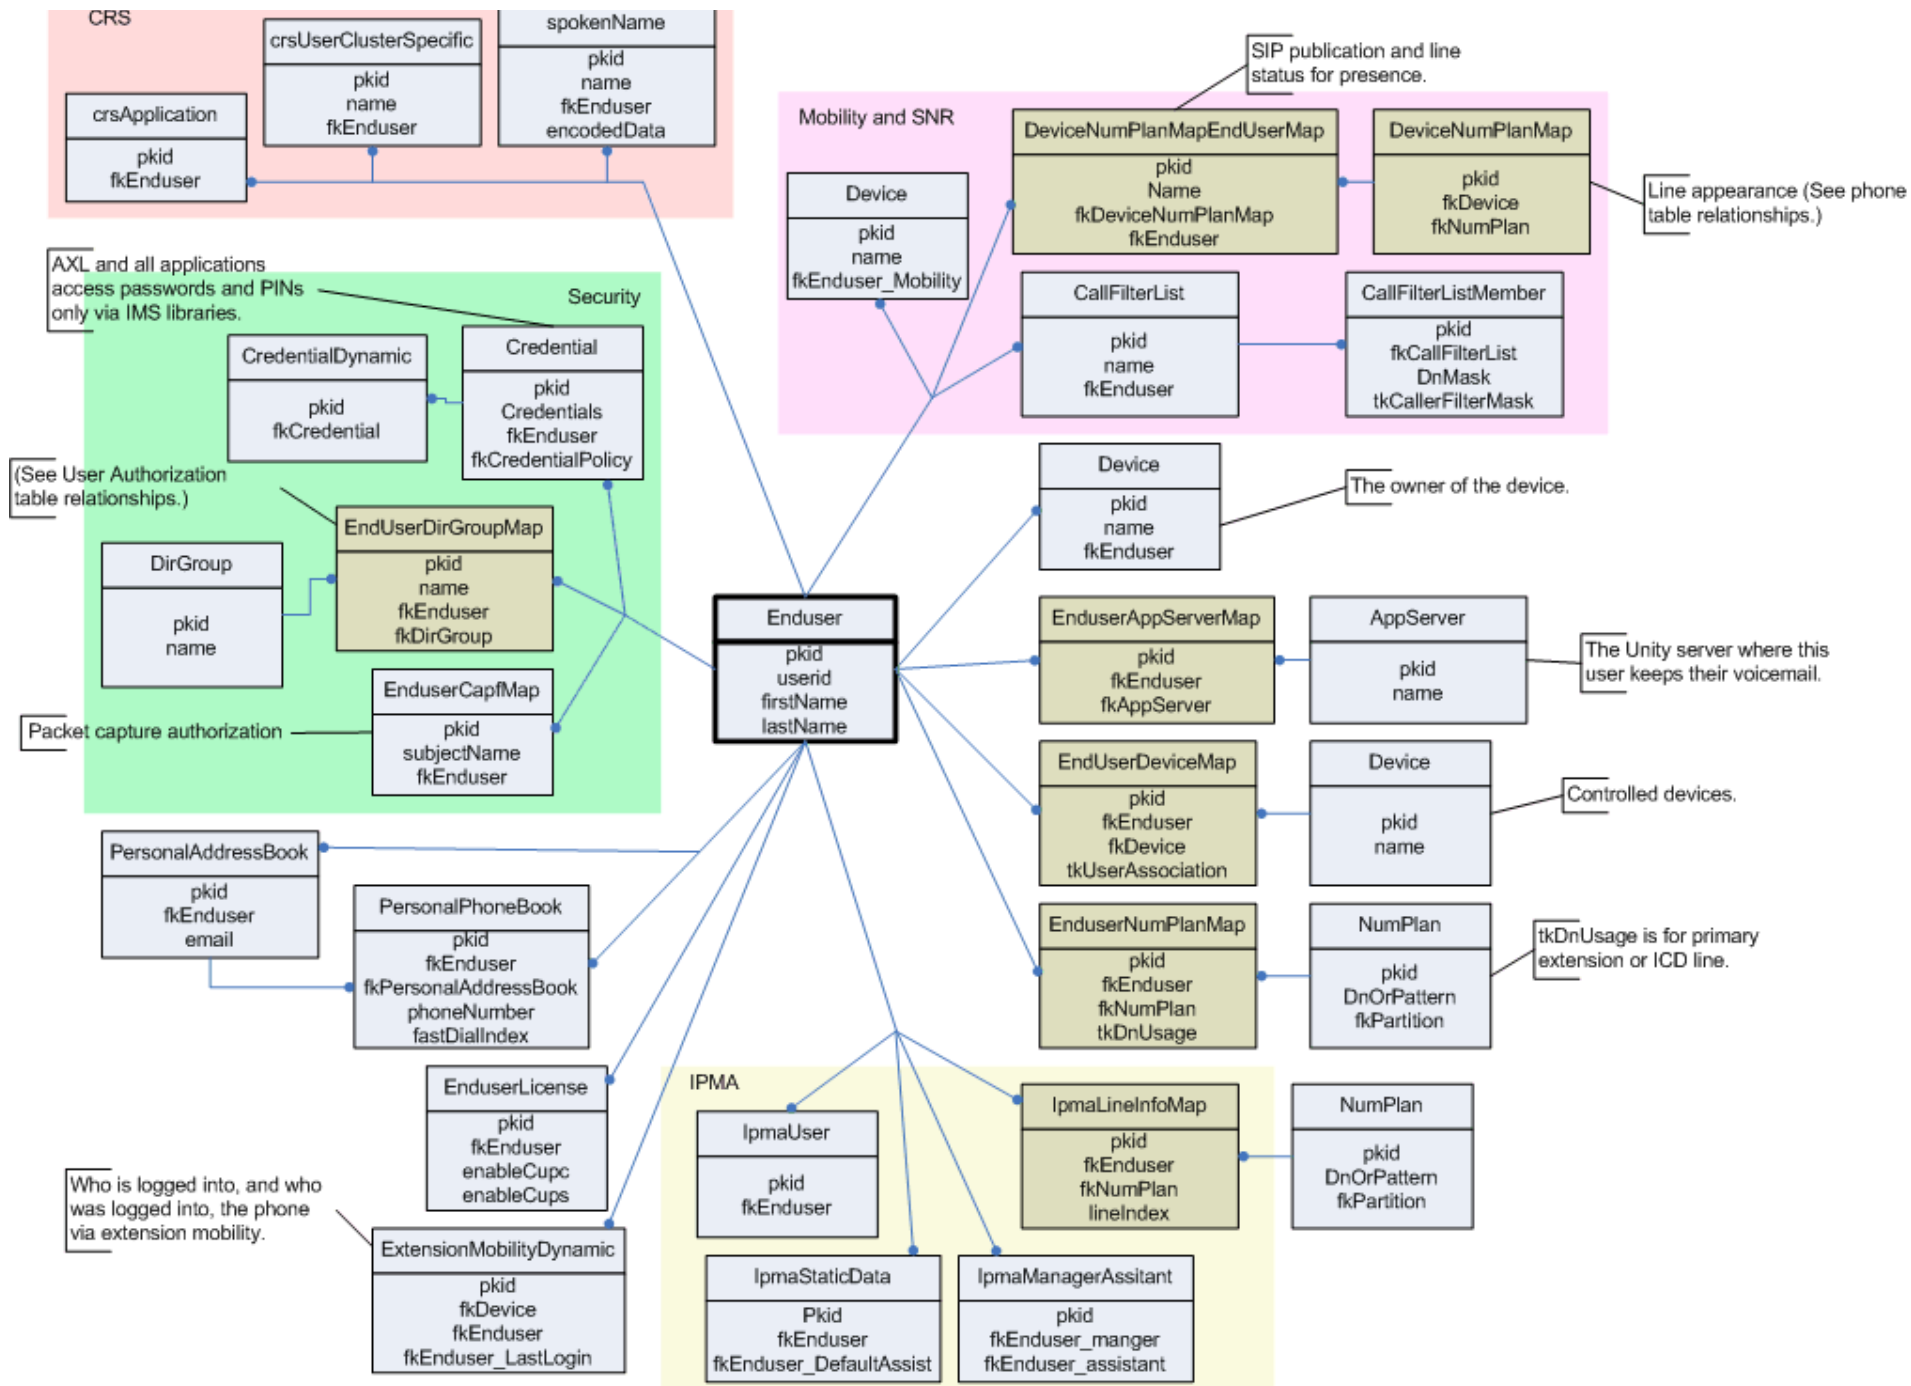 CRS
crsApplication
pkid
fkEnduser
crsUserClusterSpecific
pkid
name
fkEnduser
spokenName
pkid
name
fkEnduser
encodedData
SIP publication and line
status for presence.
Mobility and SNR
Device
pkid
name
fkEnduser_Mobility
DeviceNumPlanMapEndUserMap
pkid
Name
fkDeviceNumPlanMap
fkEnduser
DeviceNumPlanMap
pkid
fkDevice
fkNumPlan
Line appearance (See phone
table relationships.)
CallFilterList
pkid
name
fkEnduser
CallFilterListMember
pkid
fkCallFilterList
DnMask
tkCallerFilterMask
AXL and all applications
access passwords and PINs
only via IMS libraries.
Security
CredentialDynamic
pkid
fkCredential
Credential
pkid
Credentials
fkEnduser
fkCredentialPolicy
(See User Authorization
table relationships.)
EndUserDirGroupMap
pkid
name
fkEnduser
fkDirGroup
DirGroup
pkid
name
EnduserCapfMap
pkid
subjectName
fkEnduser
Packet capture authorization
Enduser
pkid
userid
firstName
lastName
Device
pkid
name
fkEnduser
The owner of the device.
EnduserAppServerMap
pkid
fkEnduser
fkAppServer
AppServer
pkid
name
The Unity server where this
user keeps their voicemail.
EndUserDeviceMap
pkid
fkEnduser
fkDevice
tkUserAssociation
Device
pkid
name
Controlled devices.
EnduserNumPlanMap
pkid
fkEnduser
fkNumPlan
tkDnUsage
NumPlan
pkid
DnOrPattern
fkPartition
tkDnUsage is for primary
extension or ICD line.
PersonalAddressBook
pkid
fkEnduser
email
PersonalPhoneBook
pkid
fkEnduser
fkPersonalAddressBook
phoneNumber
fastDialIndex
EnduserLicense
pkid
fkEnduser
enableCupc
enableCups
Who is logged into, and who
was logged into, the phone
via extension mobility.
ExtensionMobilityDynamic
pkid
fkDevice
fkEnduser
fkEnduser_LastLogin
IPMA
IpmaUser
pkid
fkEnduser
IpmaLineInfoMap
pkid
fkEnduser
fkNumPlan
lineIndex
NumPlan
pkid
DnOrPattern
fkPartition
IpmaStaticData
Pkid
fkEnduser
fkEnduser_DefaultAssist
IpmaManagerAssitant
pkid
fkEnduser_manger
fkEnduser_assistant